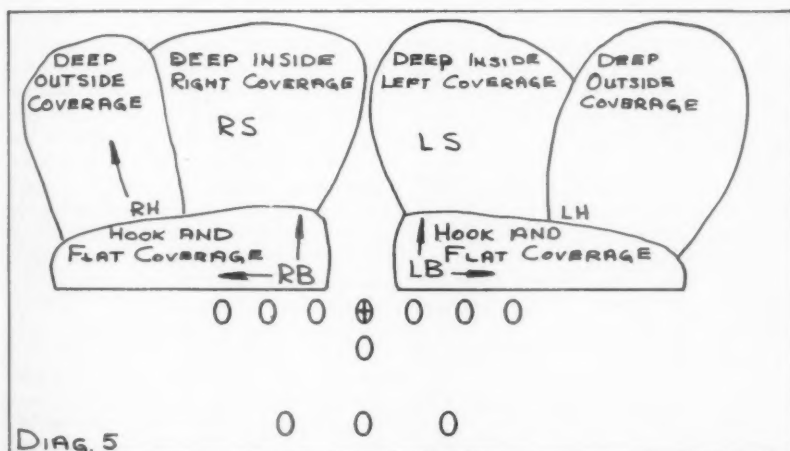 DEEP
OUTSIDE
COVERAGE
DEEP INSIDE
RIGHT COVERAGE
DEEP INSIDE
LEFT COVERAGE
DEEP
OUTSIDE
COVERAGE
RS
LS
RH
LH
HOOK AND
FLAT COVERAGE
HOOK AND
FLAT COVERAGE
RB
LB
O O O ⊕ O O O
O
O O O
DIAG. 5